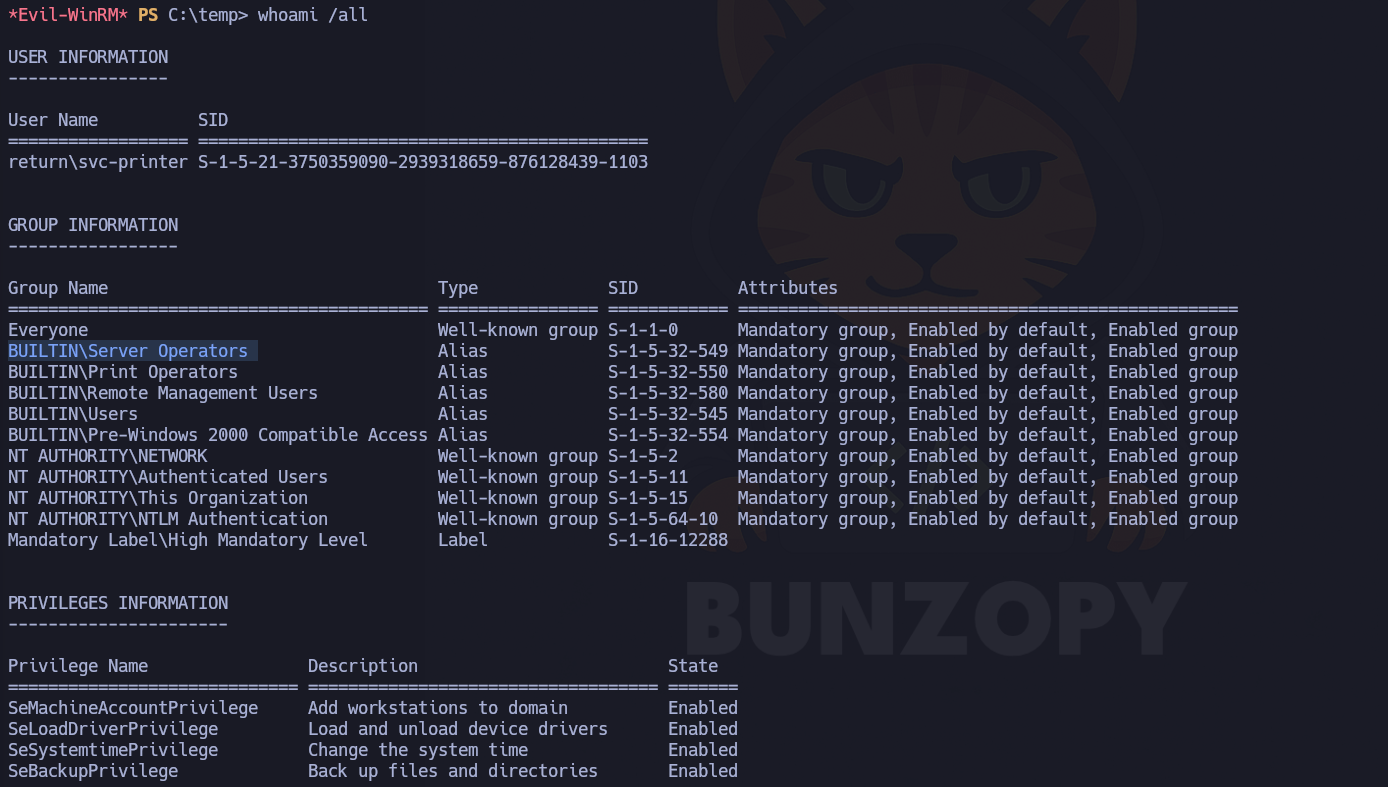 *Evil-WinRM* PS C:\temp> whoami /all
USER INFORMATION
----------------
User Name          SID
================== =============================================
return\svc-printer S-1-5-21-3750359090-2939318659-876128439-1103
GROUP INFORMATION
-----------------
Group Name                                 Type             SID          Attributes
========================================== ================ ============ ==================================================
Everyone                                   Well-known group S-1-1-0      Mandatory group, Enabled by default, Enabled group
BUILTIN\Server Operators                   Alias            S-1-5-32-549 Mandatory group, Enabled by default, Enabled group
BUILTIN\Print Operators                    Alias            S-1-5-32-550 Mandatory group, Enabled by default, Enabled group
BUILTIN\Remote Management Users            Alias            S-1-5-32-580 Mandatory group, Enabled by default, Enabled group
BUILTIN\Users                              Alias            S-1-5-32-545 Mandatory group, Enabled by default, Enabled group
BUILTIN\Pre-Windows 2000 Compatible Access Alias            S-1-5-32-554 Mandatory group, Enabled by default, Enabled group
NT AUTHORITY\NETWORK                       Well-known group S-1-5-2      Mandatory group, Enabled by default, Enabled group
NT AUTHORITY\Authenticated Users           Well-known group S-1-5-11     Mandatory group, Enabled by default, Enabled group
NT AUTHORITY\This Organization             Well-known group S-1-5-15     Mandatory group, Enabled by default, Enabled group
NT AUTHORITY\NTLM Authentication           Well-known group S-1-5-64-10  Mandatory group, Enabled by default, Enabled group
Mandatory Label\High Mandatory Level       Label            S-1-16-12288
BUNZOPY
PRIVILEGES INFORMATION
----------------------
Privilege Name                Description                         State
============================= =================================== =======
SeMachineAccountPrivilege     Add workstations to domain          Enabled
SeLoadDriverPrivilege         Load and unload device drivers      Enabled
SeSystemtimePrivilege         Change the system time              Enabled
SeBackupPrivilege             Back up files and directories       Enabled